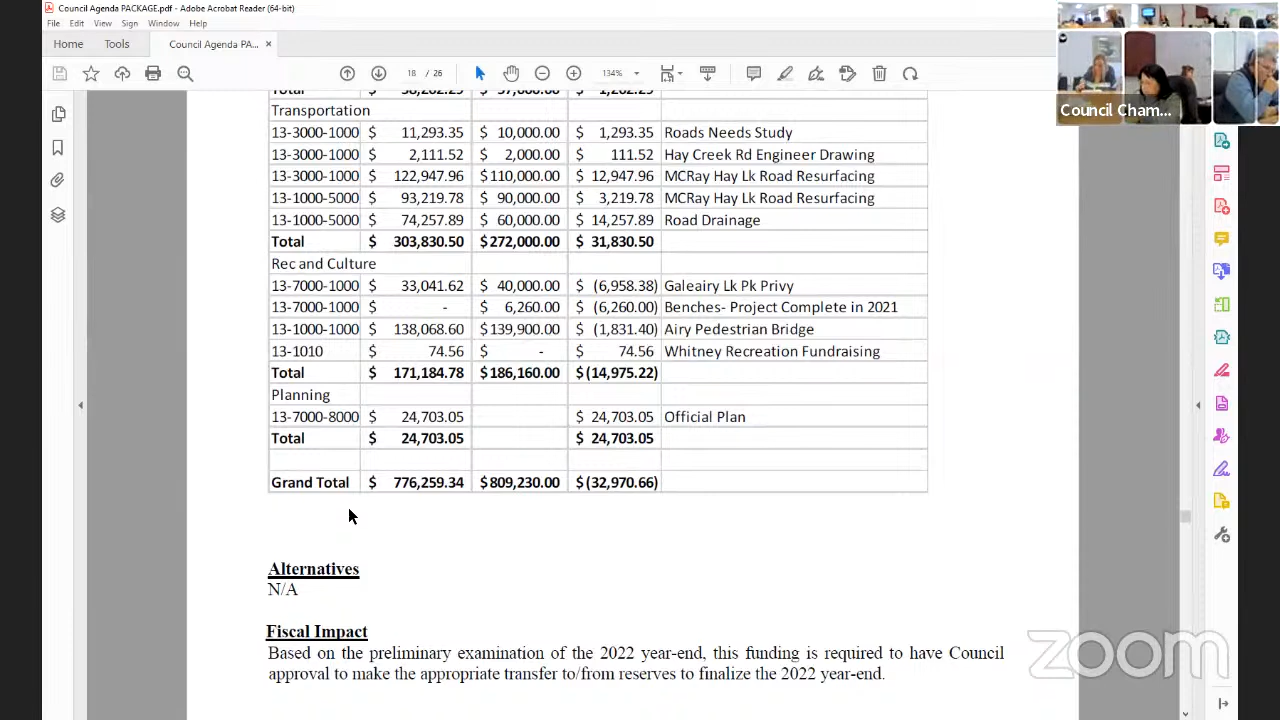 Council Agenda PACKAGE.pdf - Adobe Acrobat Reader (64-bit)
File Edit View Sign Window Help
Home Tools Council Agenda PA... ×
18 / 26 134%
Council Cham...
Total
Transportation
13-3000-1000 $ 11,293.35 $ 10,000.00 $ 1,293.35 Roads Needs Study
13-3000-1000 $ 2,111.52 $ 2,000.00 $ 111.52 Hay Creek Rd Engineer Drawing
13-3000-1000 $ 122,947.96 $110,000.00 $ 12,947.96 MCRay Hay Lk Road Resurfacing
13-1000-5000 $ 93,219.78 $ 90,000.00 $ 3,219.78 MCRay Hay Lk Road Resurfacing
13-1000-5000 $ 74,257.89 $ 60,000.00 $ 14,257.89 Road Drainage
Total $ 303,830.50 $272,000.00 $ 31,830.50
Rec and Culture
13-7000-1000 $ 33,041.62 $ 40,000.00 $ (6,958.38) Galeairy Lk Pk Privy
13-7000-1000 $ - $ 6,260.00 $ (6,260.00) Benches- Project Complete in 2021
13-1000-1000 $ 138,068.60 $139,900.00 $ (1,831.40) Airy Pedestrian Bridge
13-1010 $ 74.56 $ - $ 74.56 Whitney Recreation Fundraising
Total $ 171,184.78 $186,160.00 $(14,975.22)
Planning
13-7000-8000 $ 24,703.05 $ 24,703.05 Official Plan
Total $ 24,703.05 $ 24,703.05
Grand Total $ 776,259.34 $809,230.00 $(32,970.66)
Alternatives
N/A
Fiscal Impact
Based on the preliminary examination of the 2022 year-end, this funding is required to have Council
approval to make the appropriate transfer to/from reserves to finalize the 2022 year-end.
zoom